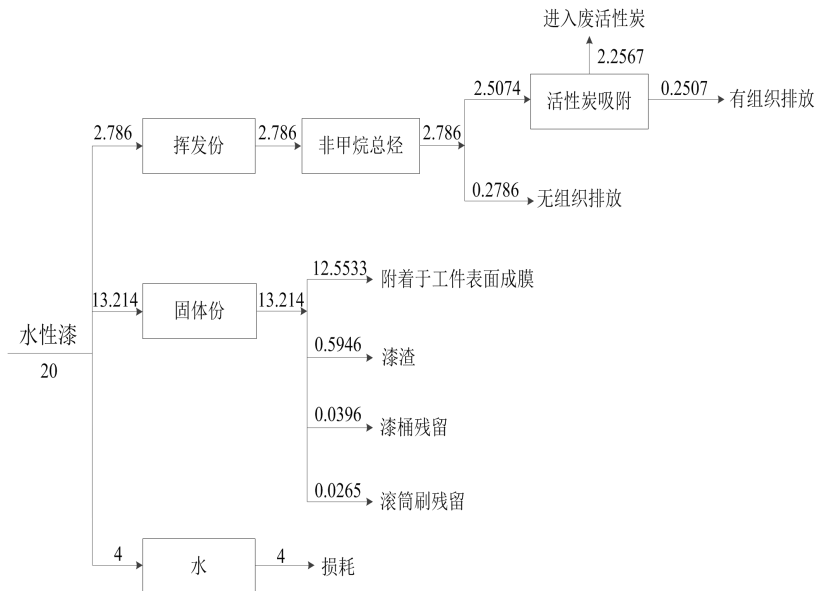 进入废活性炭
2.2567
2.5074
活性炭吸附
0.2507
有组织排放
2.786
挥发份
2.786
非甲烷总烃
2.786
0.2786
无组织排放
12.5533
附着于工件表面成膜
13.214
固体份
13.214
水性漆
20
0.5946
漆渣
0.0396
漆桶残留
0.0265
滚筒刷残留
4
水
4
损耗